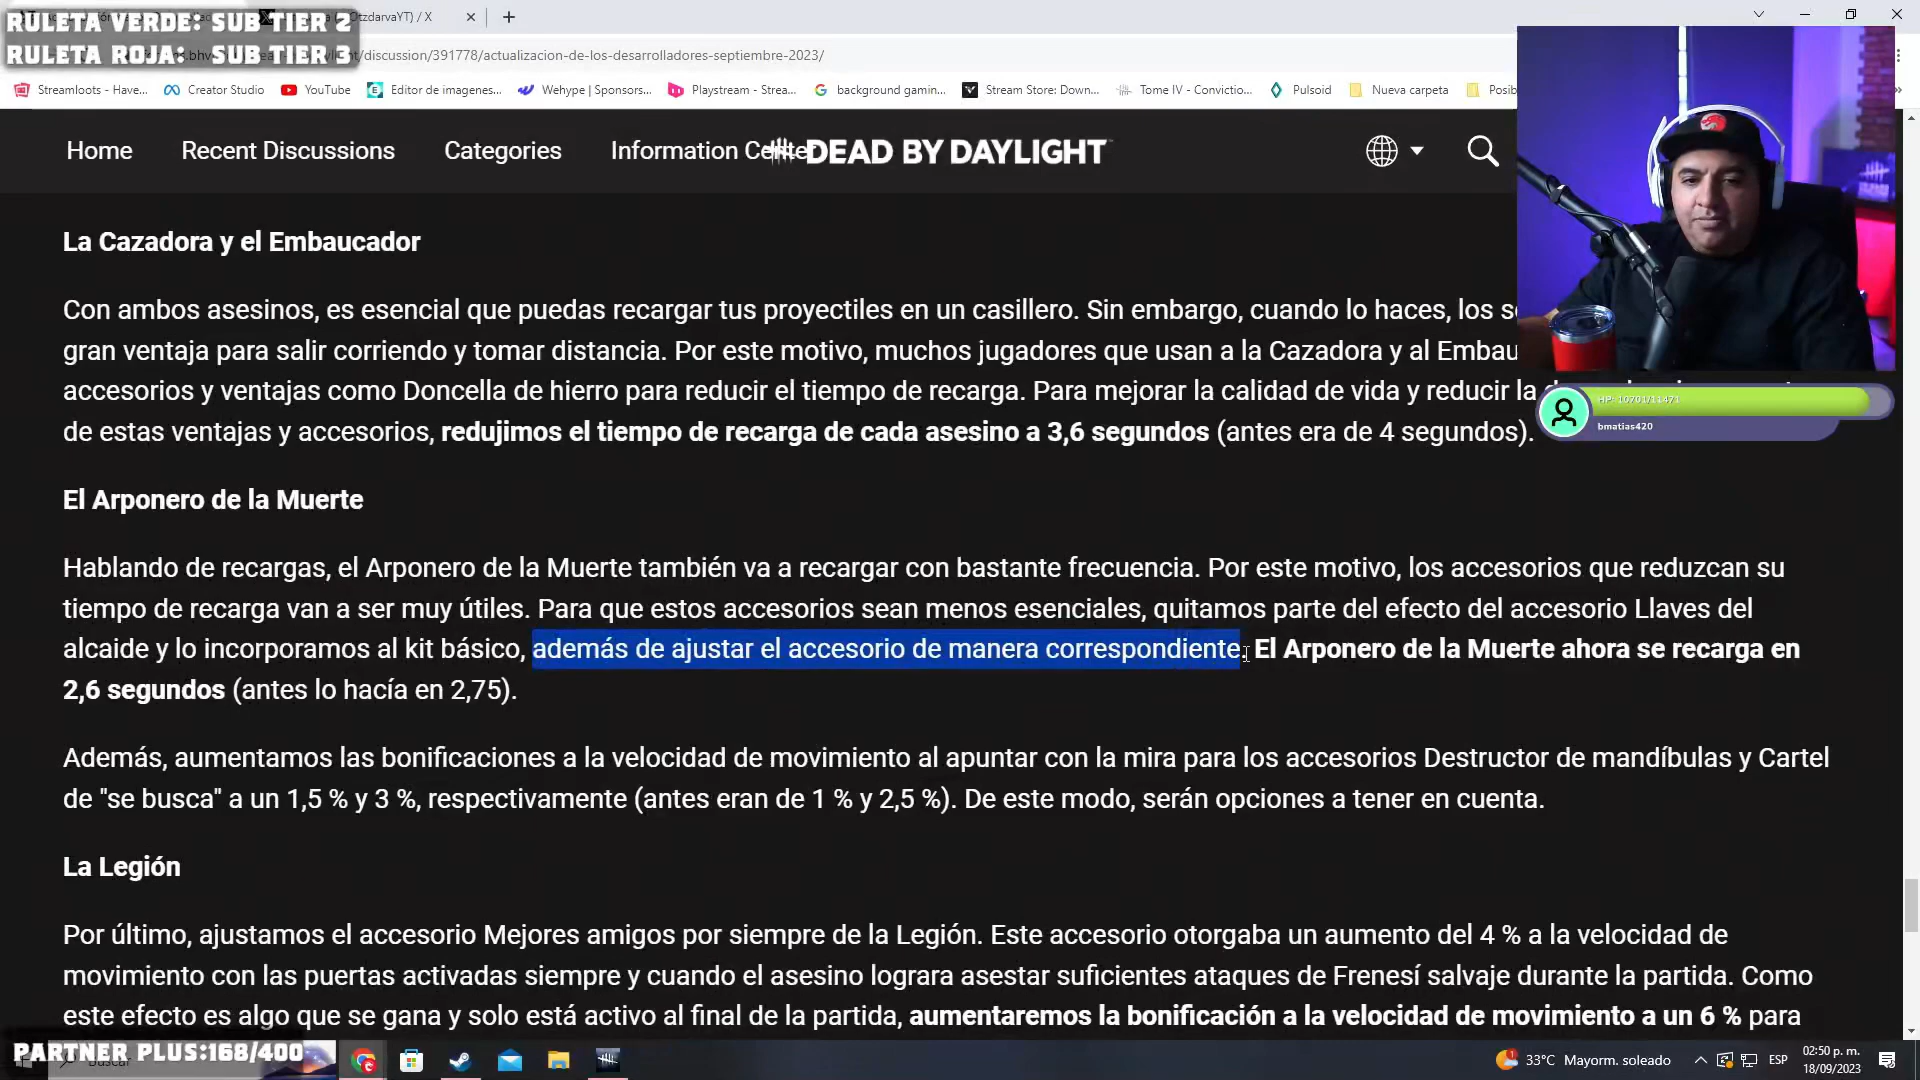 RULETA VERDE: SUB TIER 2
RULETA ROJA: SUB TIER 3
OtzdarvaYT) / X
/discussion/391778/actualizacion-de-los-desarrolladores-septiembre-2023/
Streamloots - Have...
Creator Studio
YouTube
Editor de imagenes...
Wehype | Sponsors...
Playstream - Strea...
background gamin...
Stream Store: Down...
Tome IV - Convictio...
Pulsoid
Nueva carpeta
Posib
Home
Recent Discussions
Categories
Information Center
DEAD BY DAYLIGHT
La Cazadora y el Embaucador
Con ambos asesinos, es esencial que puedas recargar tus proyectiles en un casillero. Sin embargo, cuando lo haces, los
gran ventaja para salir corriendo y tomar distancia. Por este motivo, muchos jugadores que usan a la Cazadora y al Embau
accesorios y ventajas como Doncella de hierro para reducir el tiempo de recarga. Para mejorar la calidad de vida y reducir la
de estas ventajas y accesorios, redujimos el tiempo de recarga de cada asesino a 3,6 segundos (antes era de 4 segundos).
HP: 10701/11471
bmatias420
El Arponero de la Muerte
Hablando de recargas, el Arponero de la Muerte también va a recargar con bastante frecuencia. Por este motivo, los accesorios que reduzcan su
tiempo de recarga van a ser muy útiles. Para que estos accesorios sean menos esenciales, quitamos parte del efecto del accesorio Llaves del
alcaide y lo incorporamos al kit básico, además de ajustar el accesorio de manera correspondiente. El Arponero de la Muerte ahora se recarga en
2,6 segundos (antes lo hacía en 2,75).
Además, aumentamos las bonificaciones a la velocidad de movimiento al apuntar con la mira para los accesorios Destructor de mandíbulas y Cartel
de "se busca" a un 1,5 % y 3 %, respectivamente (antes eran de 1 % y 2,5 %). De este modo, serán opciones a tener en cuenta.
La Legión
Por último, ajustamos el accesorio Mejores amigos por siempre de la Legión. Este accesorio otorgaba un aumento del 4 % a la velocidad de
movimiento con las puertas activadas siempre y cuando el asesino lograra asestar suficientes ataques de Frenesí salvaje durante la partida. Como
este efecto es algo que se gana y solo está activo al final de la partida, aumentaremos la bonificación a la velocidad de movimiento a un 6 % para
PARTNER PLUS:168/400
Buscar
33°C Mayorm. soleado
ESP
02:50 p. m.
18/09/2023